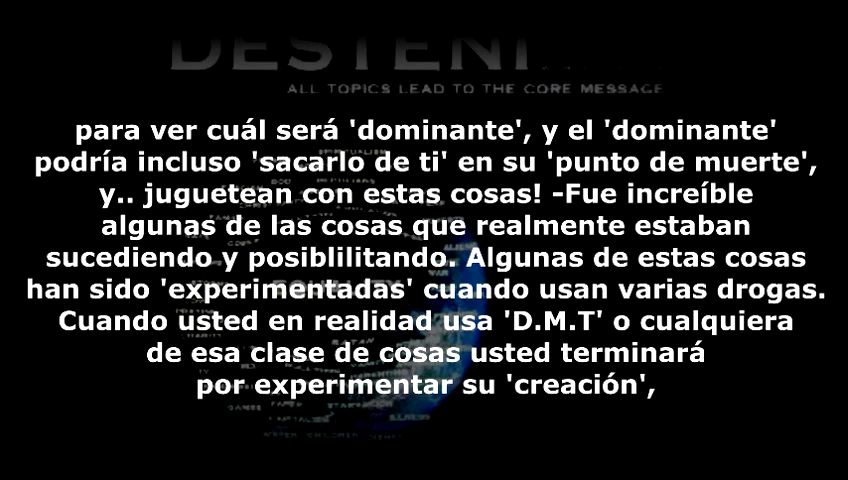 DESTENI
ALL TOPICS LEAD TO THE CORE MESSAGE
para ver cuál será 'dominante', y el 'dominante'
podría incluso 'sacarlo de ti' en su 'punto de muerte',
y.. juguetean con estas cosas! -Fue increíble
algunas de las cosas que realmente estaban
sucediendo y posiblilitando. Algunas de estas cosas
han sido 'experimentadas' cuando usan varias drogas.
Cuando usted en realidad usa 'D.M.T' o cualquiera
de esa clase de cosas usted terminará
por experimentar su 'creación',